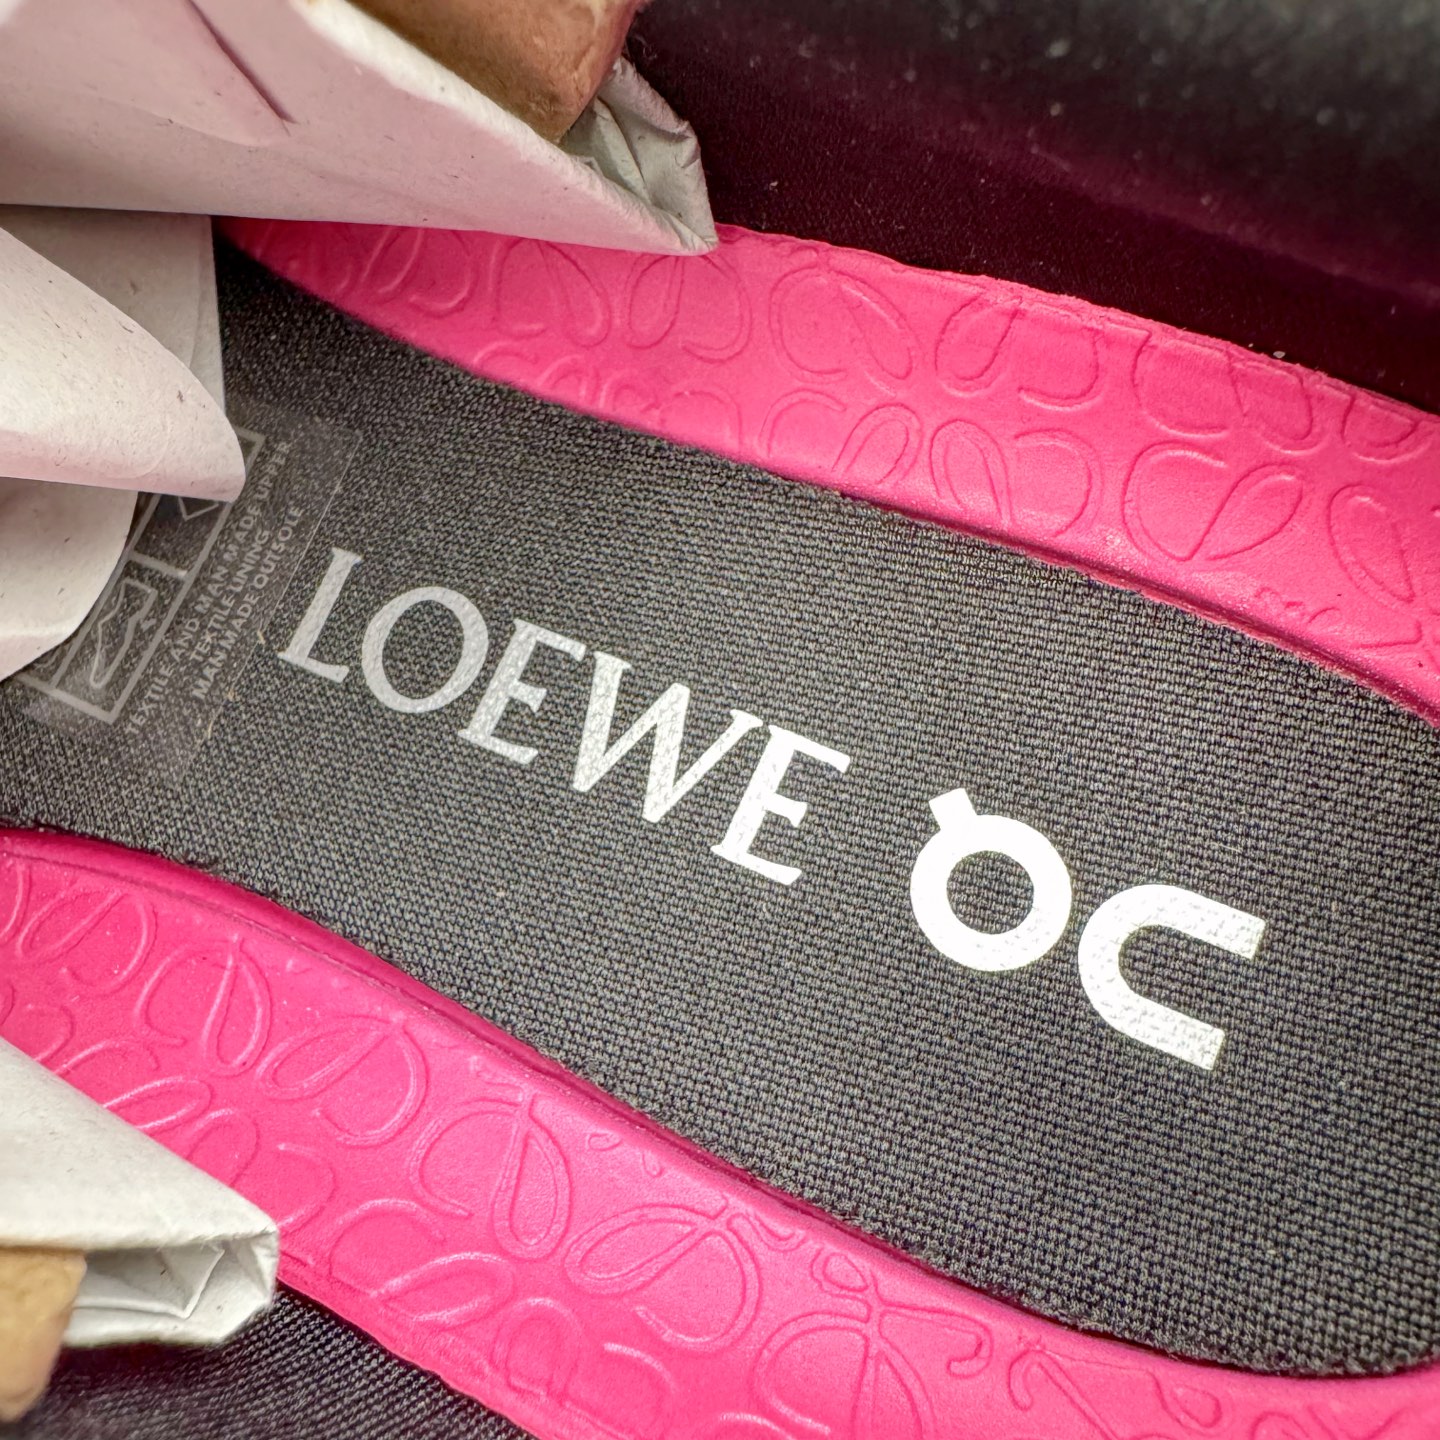 TEXTILE AND MAN MADE UPPER
TEXTILE LINING
MAN MADE OUTSOLE
LOEWE On